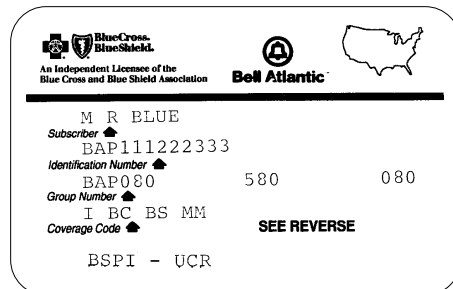 BlueCross.
BlueShield.
An Independent Licensee of the
Blue Cross and Blue Shield Association
Bell Atlantic
M R BLUE
Subscriber
BAP111222333
Identification Number
BAP080 580 080
Group Number
I BC BS MM
Coverage Code SEE REVERSE
BSPI - UCR